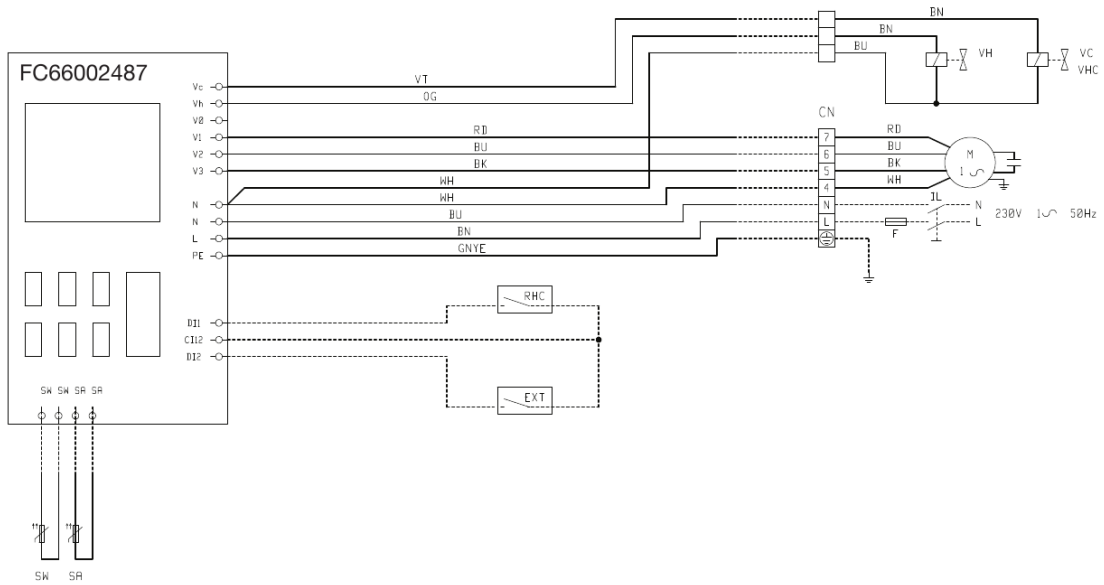 BN
BN
BU
VH
VC
VHC
FC66002487
Vc
VT
Vh
OG
VØ
V1
RD
V2
BU
V3
BK
WH
N
WH
N
BU
L
BN
PE
GNYE
CN
7
RD
6
BU
5
BK
4
WH
N
L
M
1
IL
N
L
F
230V 1 50Hz
DI1
CI12
DI2
RHC
EXT
SW SW SA SA
SW SA